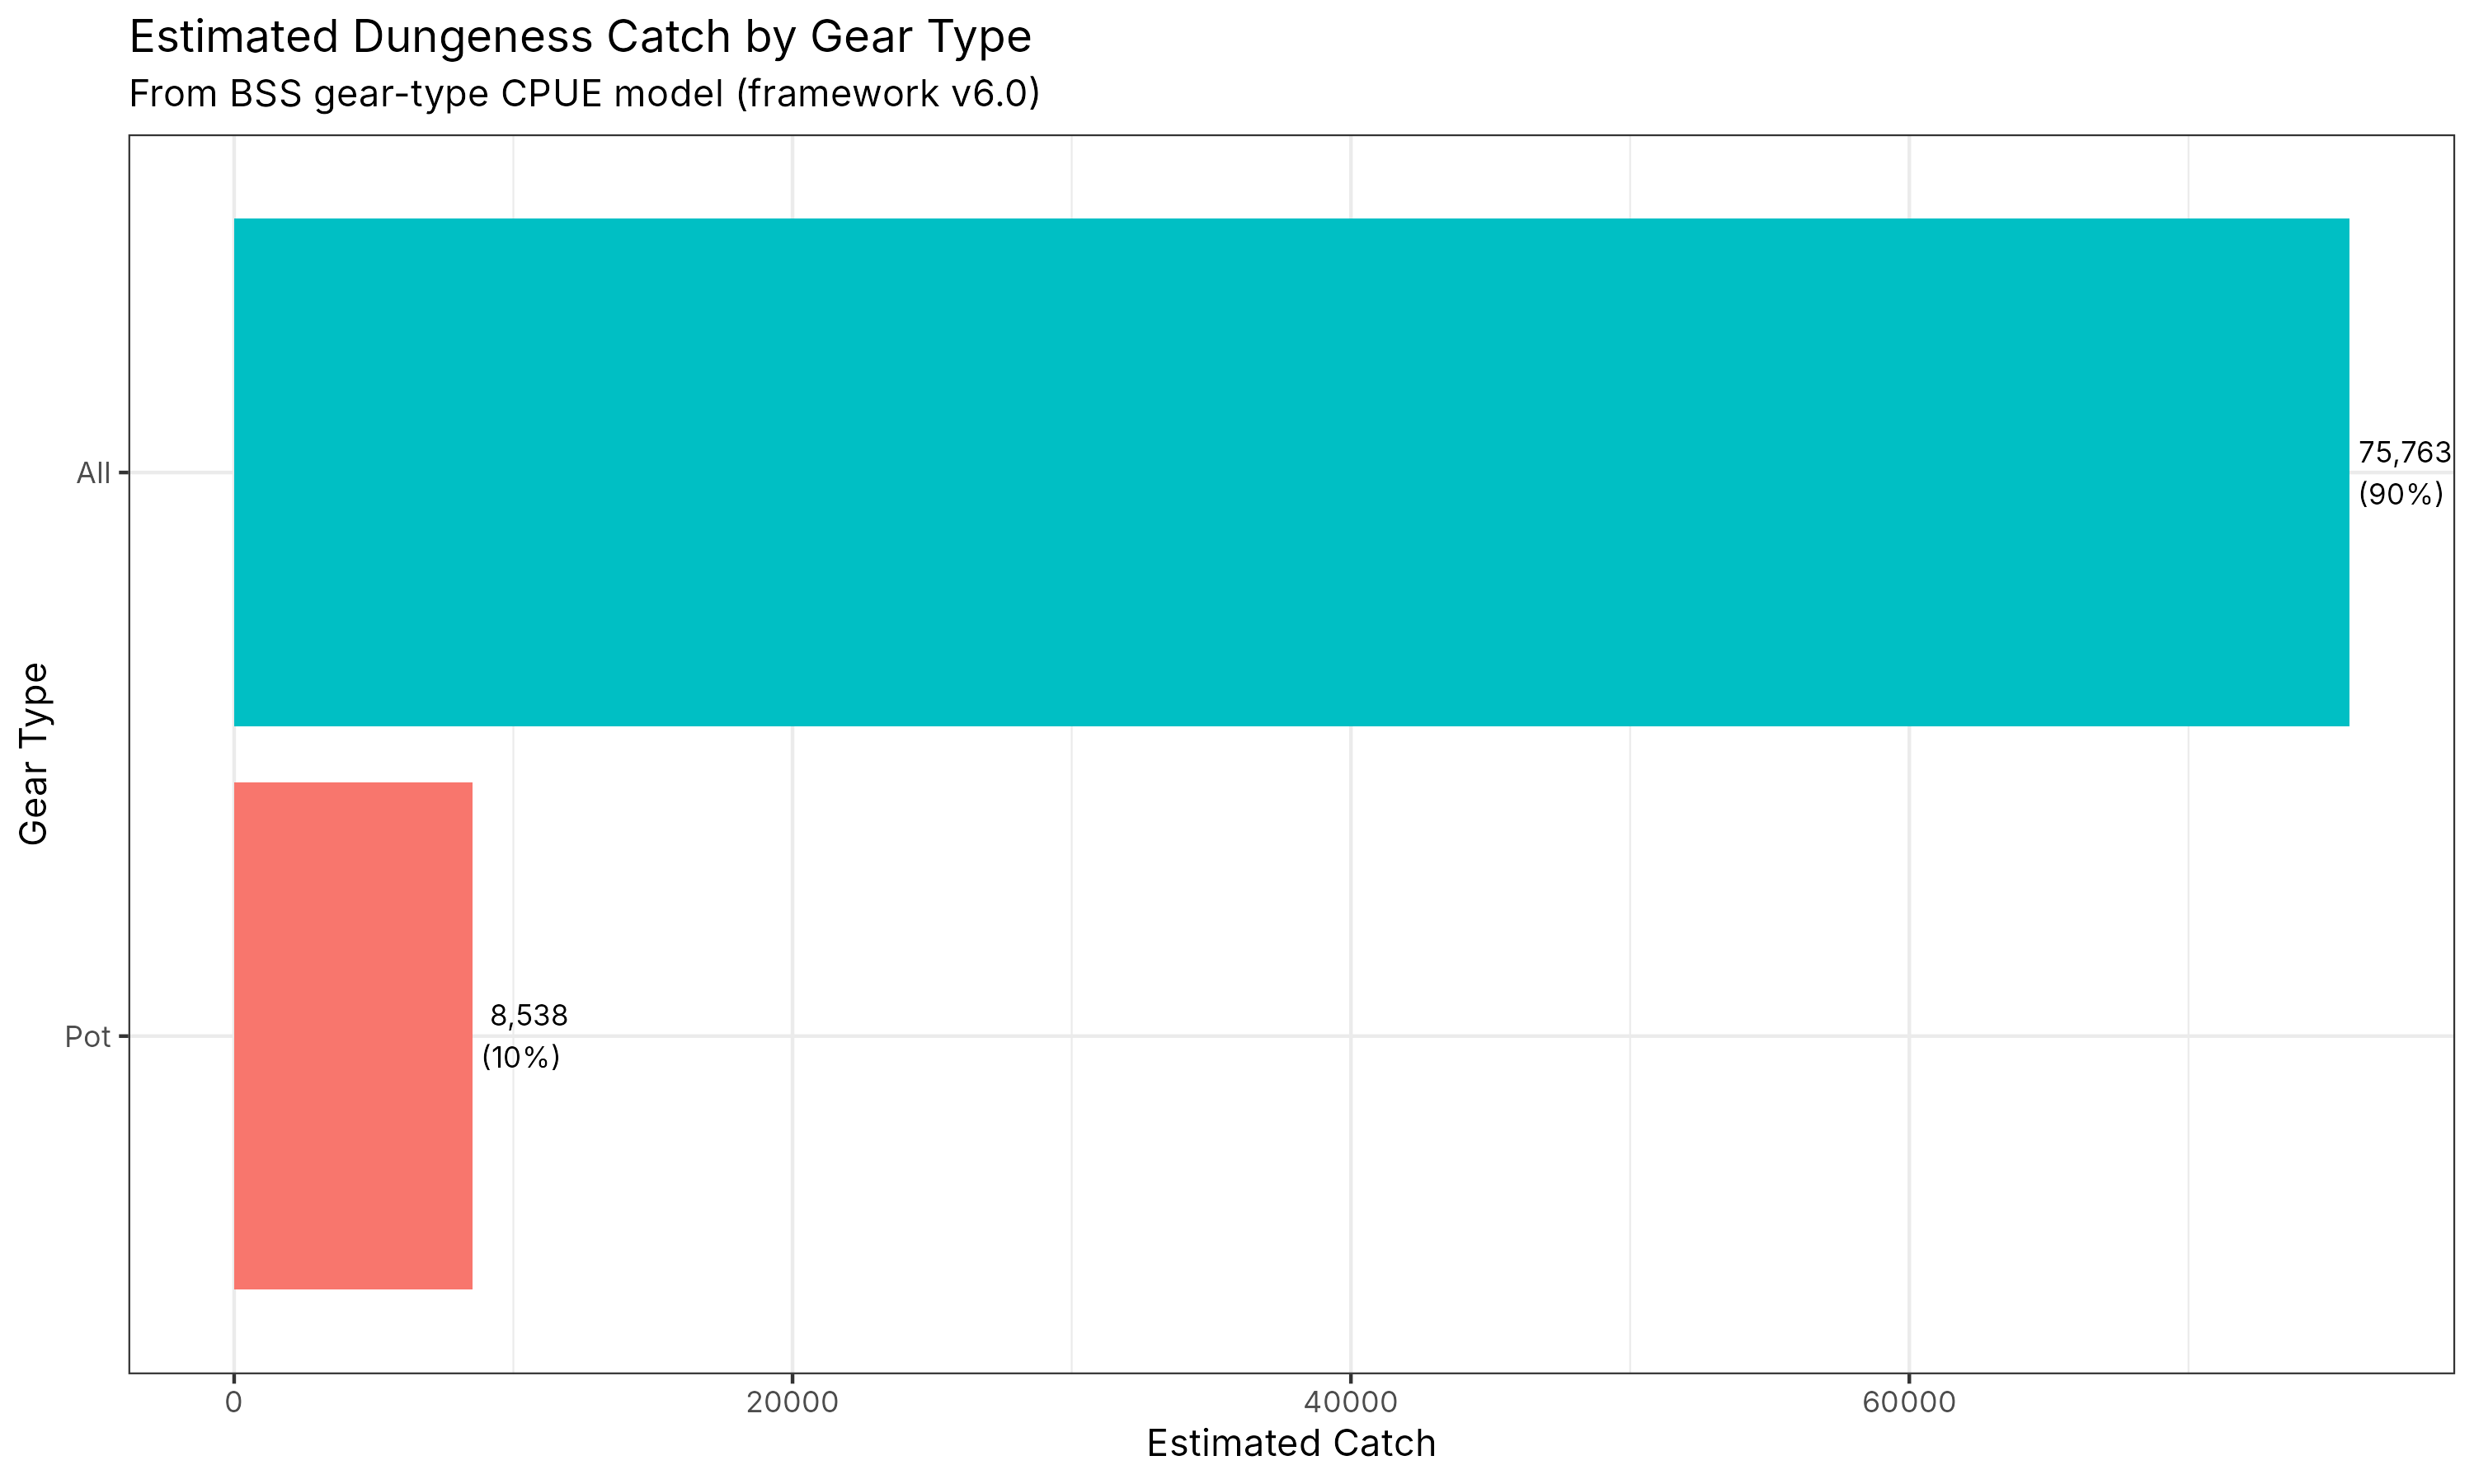 Estimated Dungeness Catch by Gear Type
From BSS gear-type CPUE model (framework v6.0)
Gear Type
All
75,763
(90%)
Pot
8,538
(10%)
0
20000
40000
60000
Estimated Catch